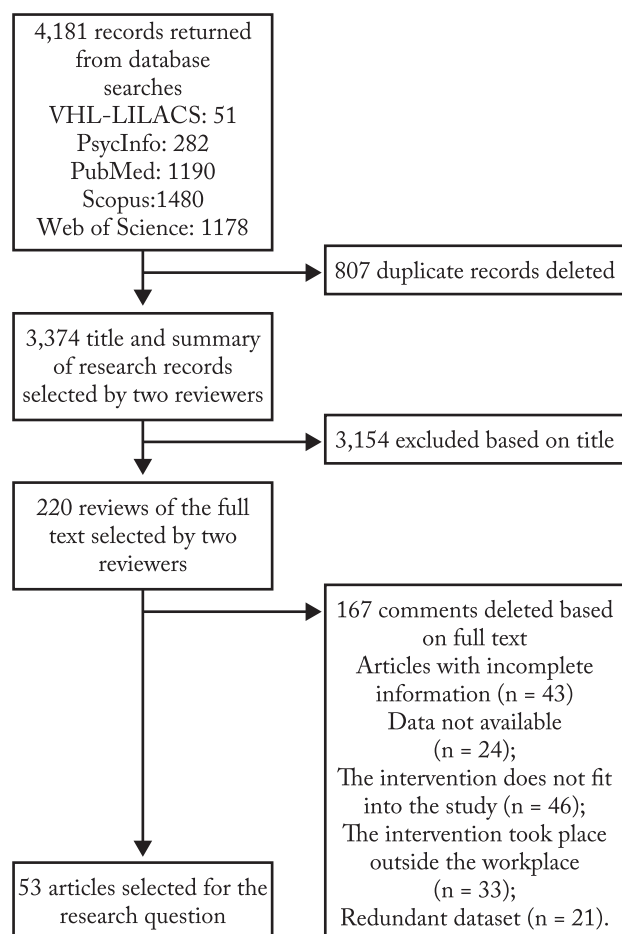 4,181 records returned
from database
searches
VHL-LILACS: 51
PsycInfo: 282
PubMed: 1190
Scopus:1480
Web of Science: 1178
807 duplicate records deleted
3,374 title and summary
of research records
selected by two reviewers
3,154 excluded based on title
220 reviews of the full
text selected by two
reviewers
167 comments deleted based
on full text
Articles with incomplete
information (n = 43)
Data not available
(n = 24);
The intervention does not fit
into the study (n = 46);
The intervention took place
outside the workplace
(n = 33);
Redundant dataset (n = 21).
53 articles selected for the
research question